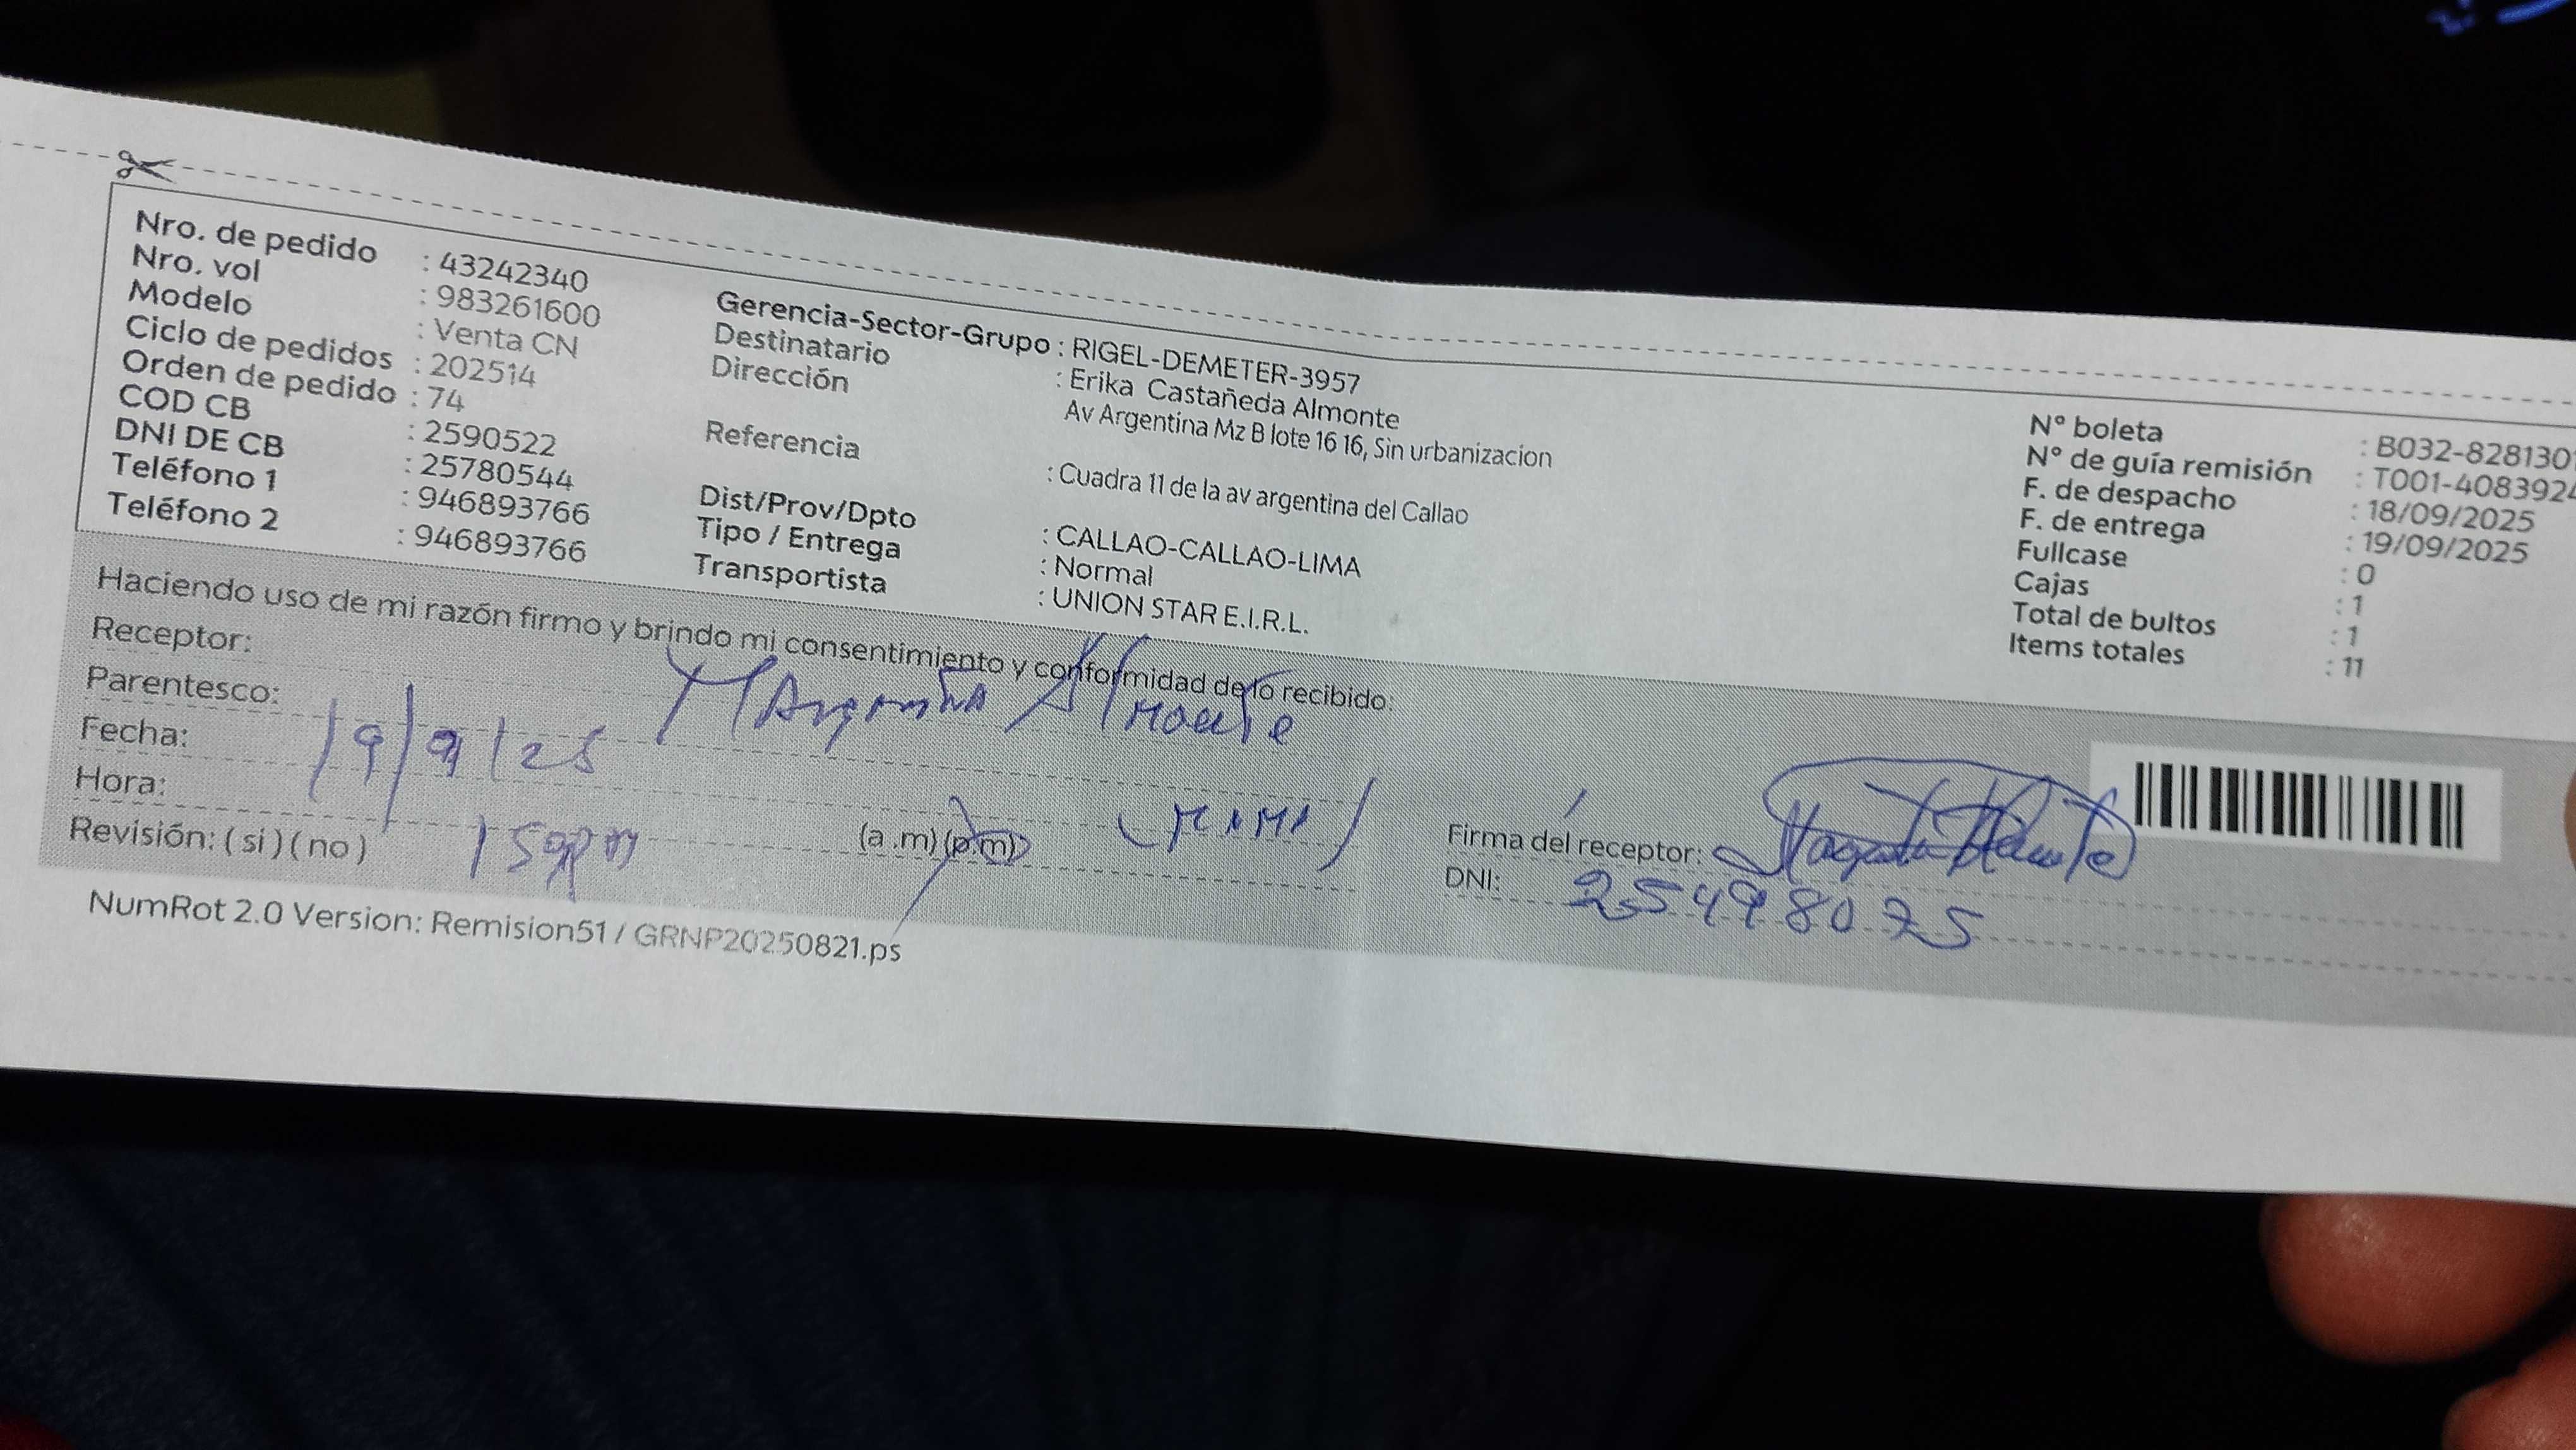 Nro. de pedido : 43242340
Nro. vol : 983261600
Modelo : Venta CN
Ciclo de pedidos : 202514
Orden de pedido : 74
COD CB : 2590522
DNI DE CB : 25780544
Teléfono 1 : 946893766
Teléfono 2 : 946893766
Gerencia-Sector-Grupo : RIGEL-DEMETER-3957
Destinatario : Erika Castañeda Almonte
Dirección Av Argentina Mz B lote 16 16, Sin urbanizacion
Referencia : Cuadra 11 de la av argentina del Callao
Dist/Prov/Dpto : CALLAO-CALLAO-LIMA
Tipo / Entrega : Normal
Transportista : UNION STAR E.I.R.L.
N° boleta : B032-828130
N° de guía remisión : T001-4083924
F. de despacho : 18/09/2025
F. de entrega : 19/09/2025
Fullcase : 0
Cajas : 1
Total de bultos : 1
Items totales : 11
Haciendo uso de mi razón firmo y brindo mi consentimiento y conformidad de lo recibido:
Receptor: Almonte
Parentesco:
Fecha: 19/9/25
Hora: (a .m) (p.m)
Revisión: ( si ) ( no )
Firma del receptor:
DNI: 25498075
NumRot 2.0 Version: Remision51 / GRNP20250821.ps